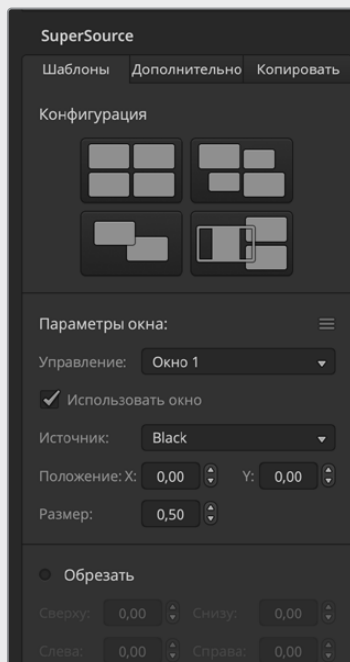 SuperSource
Шаблоны Дополнительно Копировать
Конфигурация
Параметры окна:
Управление: Окно 1
Использовать окно
Источник: Black
Положение: X: 0,00 Y: 0,00
Размер: 0,50
Обрезать
Сверху: 0,00 Снизу: 0,00
Слева: 0,00 Справа: 0,00